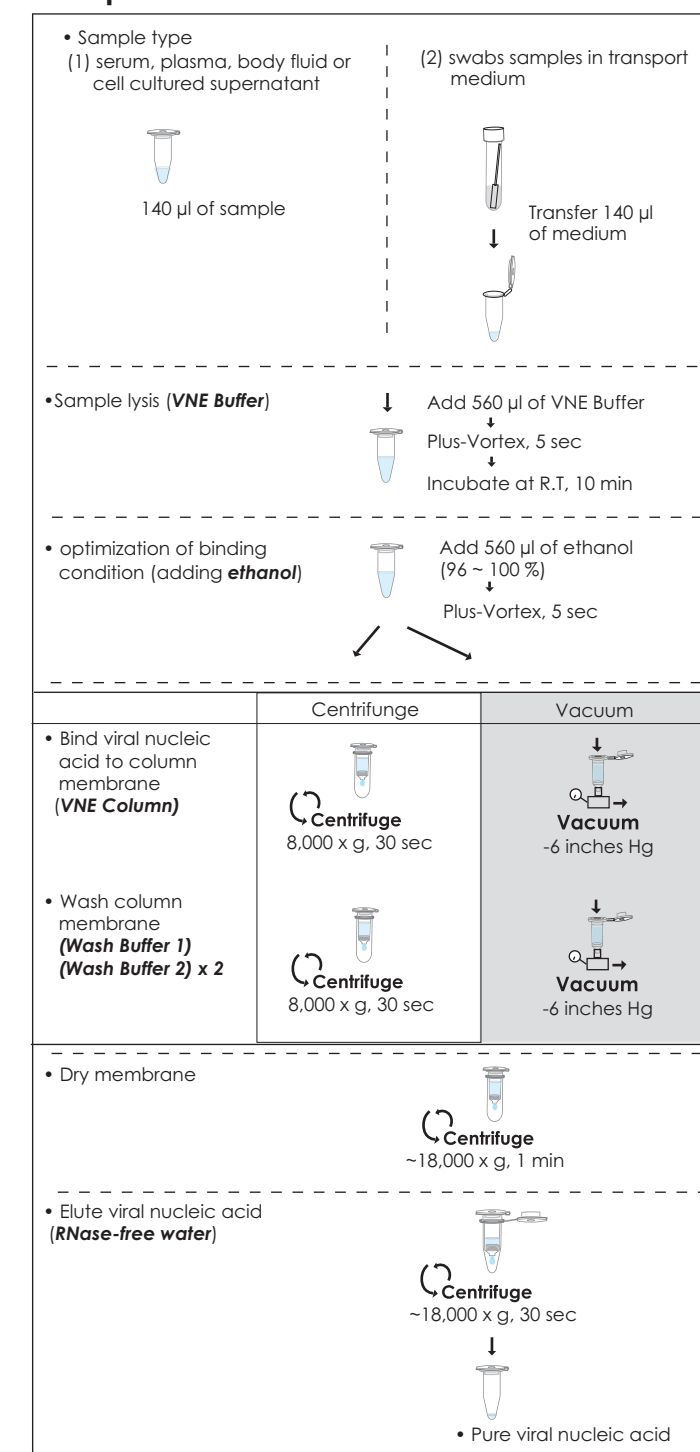 • Sample type
(1) serum, plasma, body fluid or
cell cultured supernatant
140 µl of sample
(2) swabs samples in transport
medium
Transfer 140 µl
of medium
•Sample lysis (VNE Buffer)
Add 560 µl of VNE Buffer
Plus-Vortex, 5 sec
Incubate at R.T, 10 min
• optimization of binding
condition (adding ethanol)
Add 560 µl of ethanol
(96 ~ 100 %)
Plus-Vortex, 5 sec
Centrifunge
Vacuum
• Bind viral nucleic
acid to column
membrane
(VNE Column)
Centrifuge
8,000 x g, 30 sec
Vacuum
-6 inches Hg
• Wash column
membrane
(Wash Buffer 1)
(Wash Buffer 2) x 2
Centrifuge
8,000 x g, 30 sec
Vacuum
-6 inches Hg
• Dry membrane
Centrifuge
~18,000 x g, 1 min
• Elute viral nucleic acid
(RNase-free water)
Centrifuge
~18,000 x g, 30 sec
• Pure viral nucleic acid